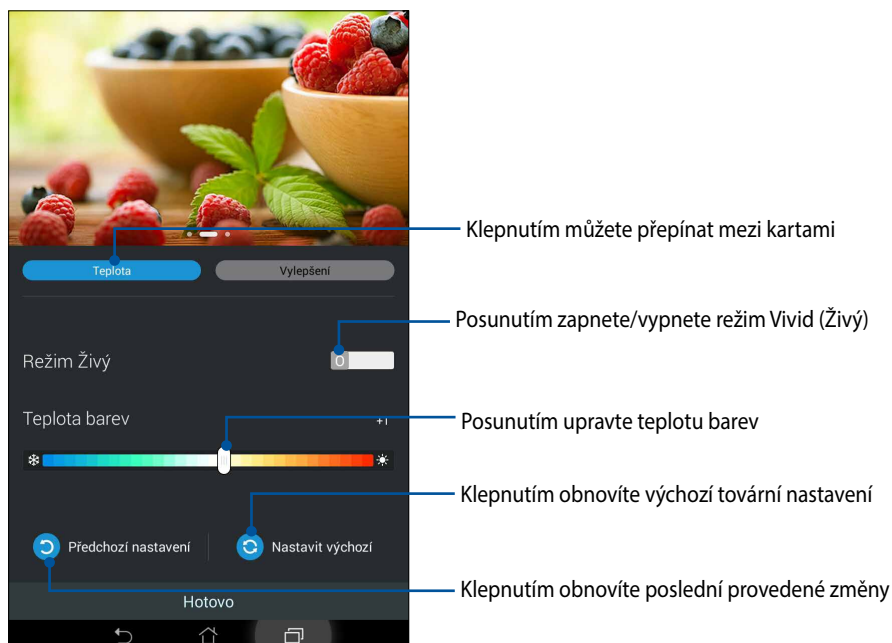 Klepnutím můžete přepínat mezi kartami
Teplota
Vylepšení
Posunutím zapnete/vypnete režim Vivid (Živý)
Režim Živý
O
Posunutím upravte teplotu barev
Teplota barev
+1
Klepnutím obnovíte výchozí tovární nastavení
Předchozí nastavení
Nastavit výchozí
Klepnutím obnovíte poslední provedené změny
Hotovo